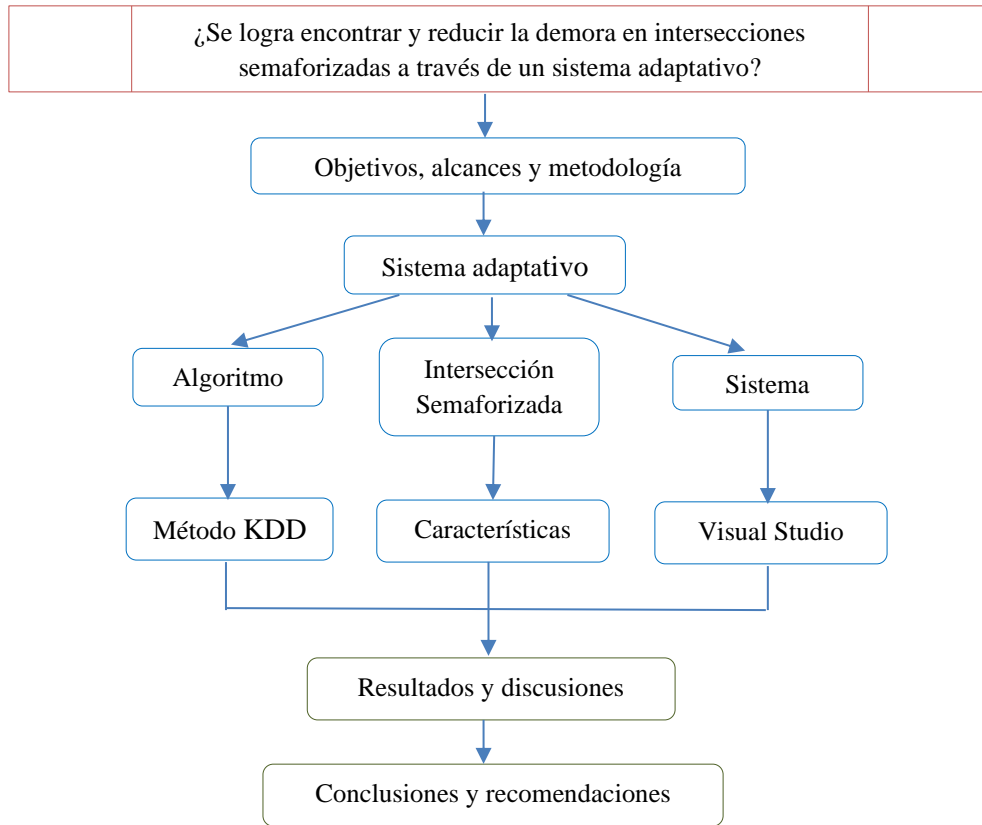 ¿Se logra encontrar y reducir la demora en intersecciones
semaforizadas a través de un sistema adaptativo?
Objetivos, alcances y metodología
Sistema adaptativo
Algoritmo
Intersección
Semaforizada
Sistema
Método KDD
Características
Visual Studio
Resultados y discusiones
Conclusiones y recomendaciones